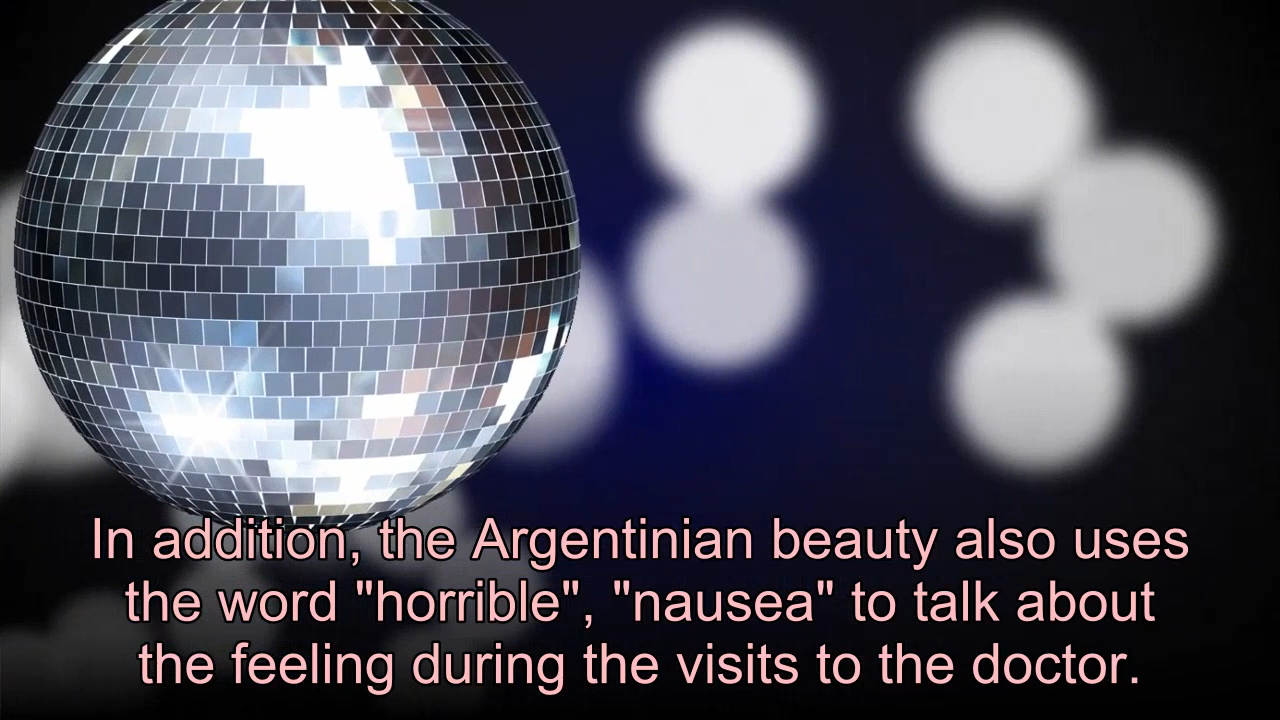 In addition, the Argentinian beauty also uses
the word "horrible", "nausea" to talk about
the feeling during the visits to the doctor.